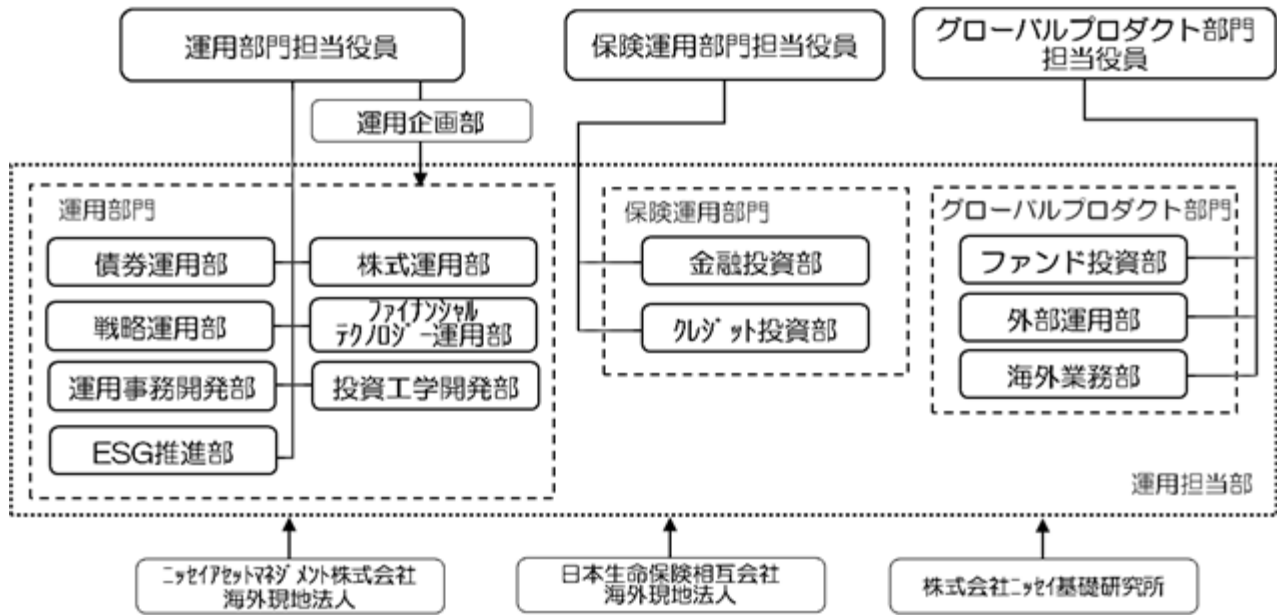 運用部門担当役員
保険運用部門担当役員
グローバルプロダクト部門
担当役員
運用企画部
運用部門
保険運用部門
グローバルプロダクト部門
債券運用部
株式運用部
金融投資部
ファンド投資部
戦略運用部
ファイナンシャル
テクノロジー運用部
クレジット投資部
外部運用部
運用事務開発部
投資工学開発部
海外業務部
ESG推進部
運用担当部
ニッセイアセットマネジメント株式会社
海外現地法人
日本生命保険相互会社
海外現地法人
株式会社ニッセイ基礎研究所